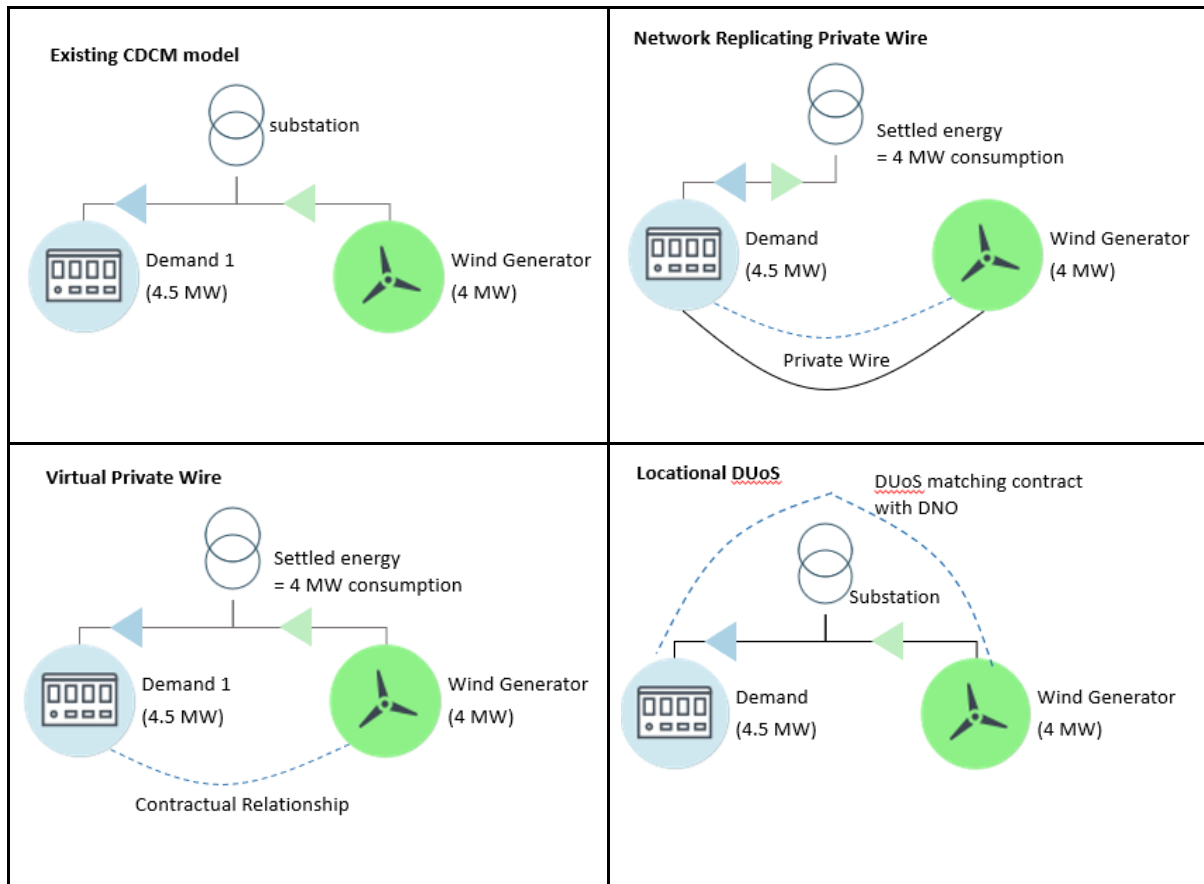 Existing CDCM model
substation
Demand 1
(4.5 MW)
Wind Generator
(4 MW)
Network Replicating Private Wire
Settled energy
= 4 MW consumption
Demand
(4.5 MW)
Wind Generator
(4 MW)
Private Wire
Virtual Private Wire
Settled energy
= 4 MW consumption
Demand 1
(4.5 MW)
Wind Generator
(4 MW)
Contractual Relationship
Locational DUoS
DUoS matching contract
with DNO
Substation
Demand
(4.5 MW)
Wind Generator
(4 MW)